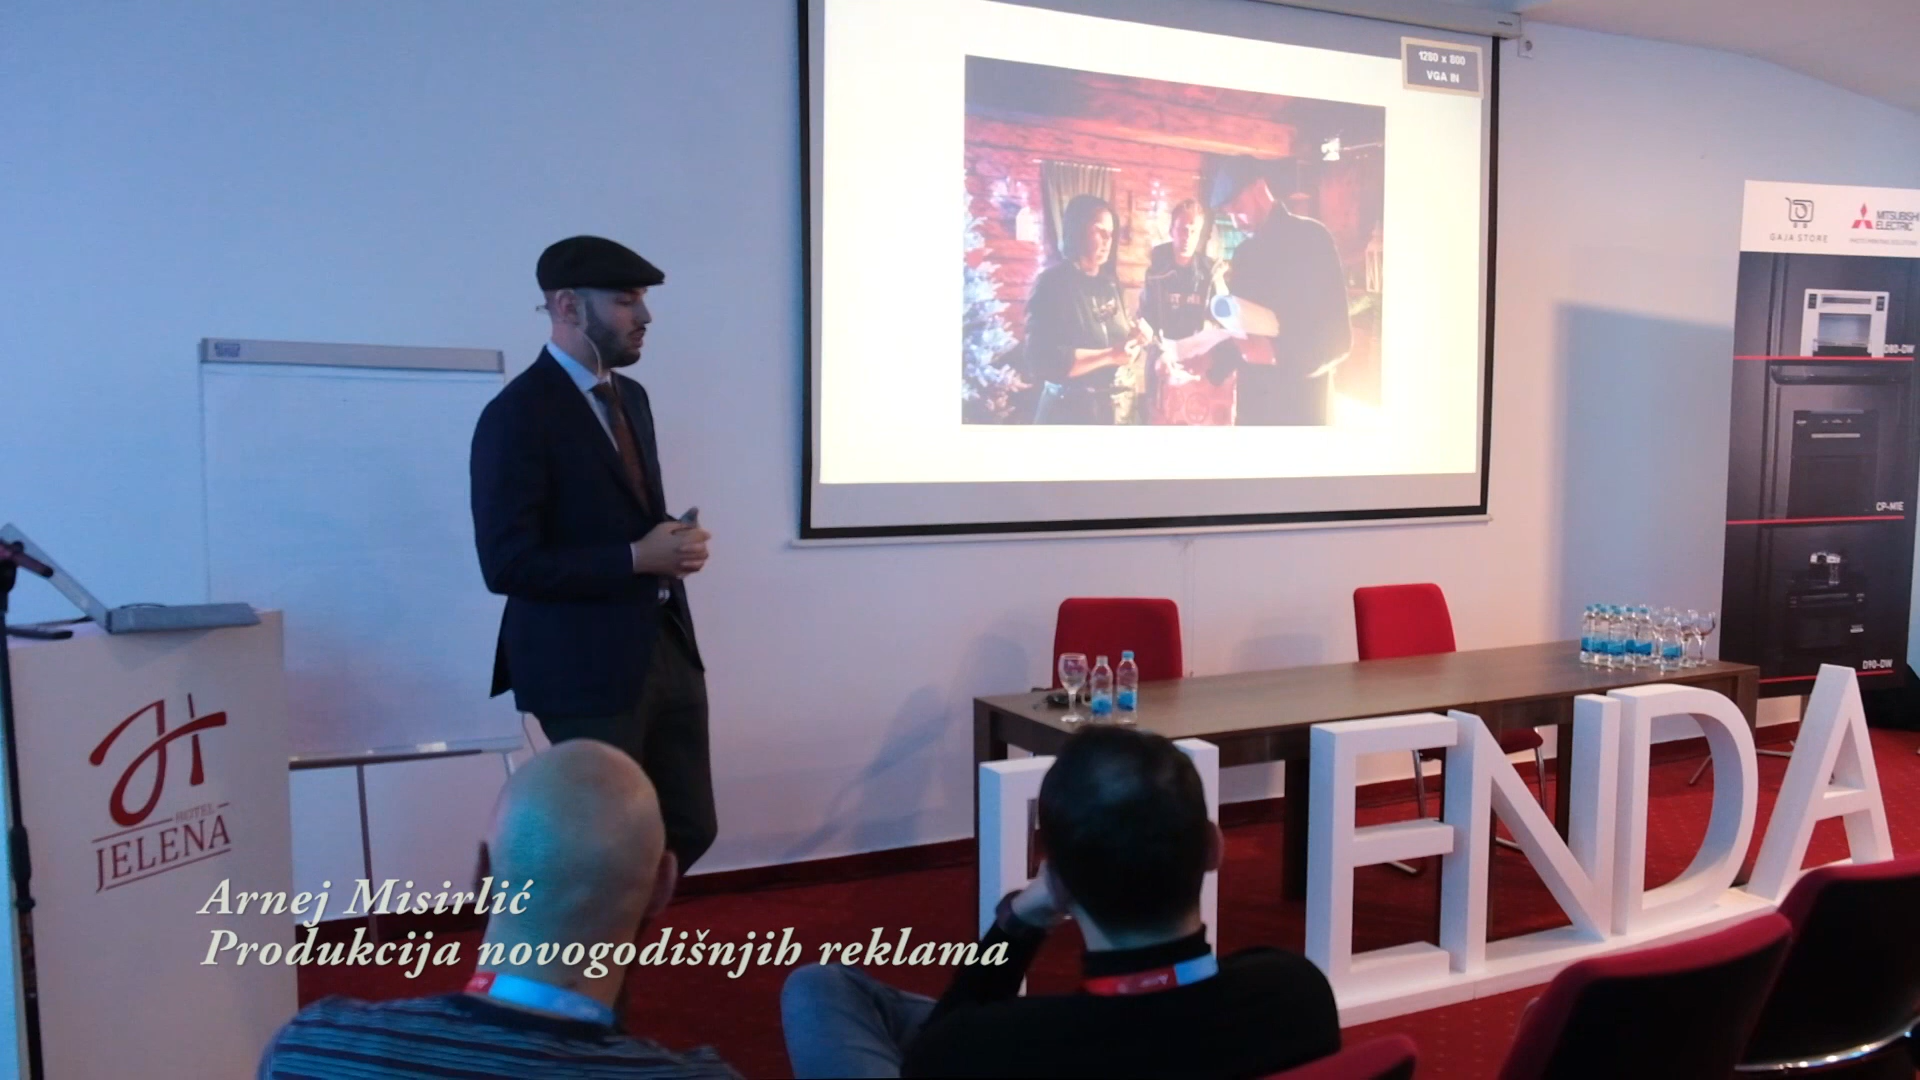 1280 x 800
VGA IN
GAJA STORE
MITSUBISHI
ELECTRIC
D80-DW
CP-M1E
D90-DW
HOTEL
JELENA
ENDA
Arnej Misirlić
Produkcija novogodišnjih reklama